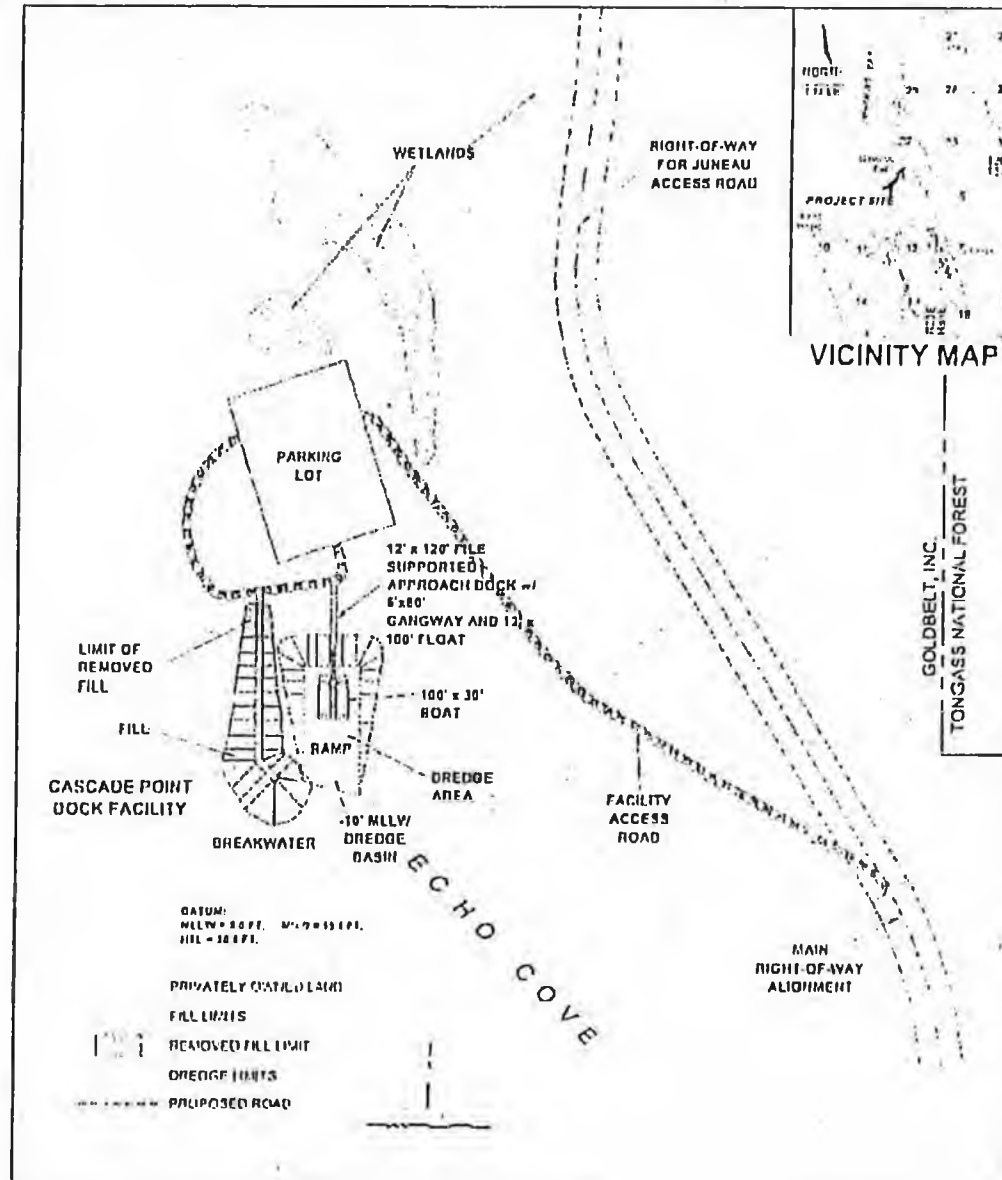 WETLANDS
RIGHT-OF-WAY
FOR JUNEAU
ACCESS ROAD
PROJECT SITE
VICINITY MAP
GOLDBELT, INC.
TONGASS NATIONAL FOREST
PARKING
LOT
12' x 120' PILE
SUPPORTED
APPROACH DOCK w/
6'x80'
GANGWAY AND 12' x
100' FLOAT
LIMIT OF
REMOVED
FILL
100' x 30'
BOAT
RAMP
FILL
DREDGE
AREA
CASCADE POINT
DOCK FACILITY
BREAKWATER
-10' MLLW
DREDGE
BASIN
FACILITY
ACCESS
ROAD
ECHO COVE
MAIN
RIGHT-OF-WAY
ALIGNMENT
DATUM:
PRIVATELY OWNED LAND
FILL LIMITS
REMOVED FILL LIMIT
DREDGE LIMITS
PROPOSED ROAD